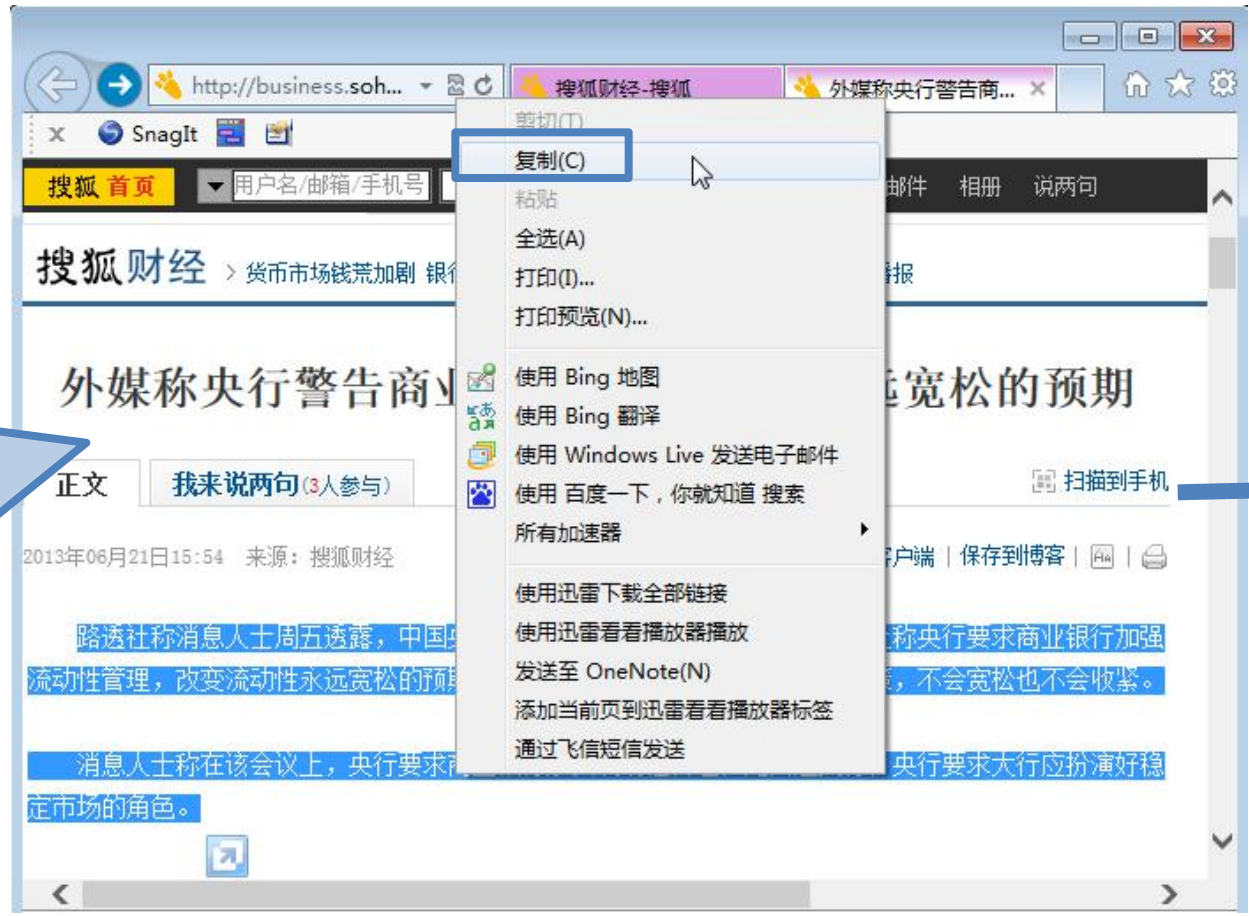 http://business.soh...
搜狐财经-搜狐
外媒称央行警告商...
x SnagIt
搜狐 首页
用户名/邮箱/手机号
邮件 相册 说两句
搜狐财经 > 货币市场钱荒加剧 银行
播报
外媒称央行警告商业
远宽松的预期
正文
我来说两句(3人参与)
扫描到手机
2013年06月21日15:54 来源:搜狐财经
客户端|保存到博客|
路透社称消息人士周五透露,中国央
称央行要求商业银行加强
流动性管理,改变流动性永远宽松的预期
,不会宽松也不会收紧。
消息人士称在该会议上,央行要求商
央行要求大行应扮演好稳
定市场的角色。
剪切(T)
复制(C)
粘贴
全选(A)
打印(I)...
打印预览(N)...
使用 Bing 地图
使用 Bing 翻译
使用 Windows Live 发送电子邮件
使用 百度一下,你就知道 搜索
所有加速器
使用迅雷下载全部链接
使用迅雷看看播放器播放
发送至 OneNote(N)
添加当前页到迅雷看看播放器标签
通过飞信短信发送